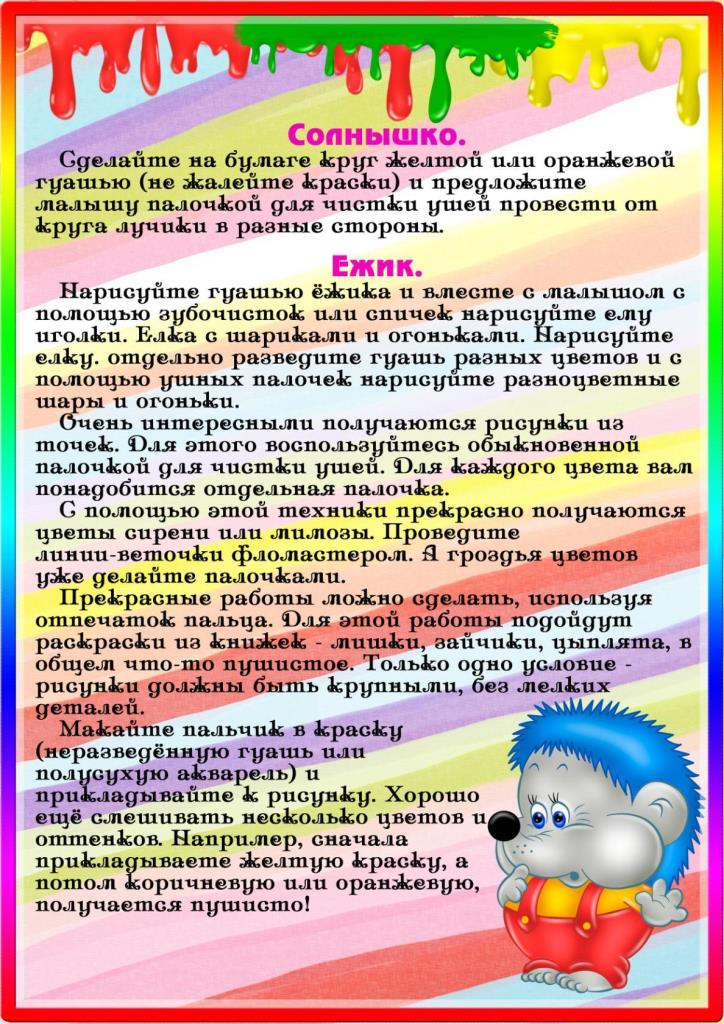 Солнышко.
Сделайте на бумаге круг желтой или оранжевой
гуашью (не жалейте краски) и предложите
малышу палочкой для чистки ушей провести от
круга лучики в разные стороны.
Ежик.
Нарисуйте гуашью ёжика и вместе с малышом с
помощью зубочисток или спичек нарисуйте ему
иголки. Елка с шариками и огоньками. Нарисуйте
елку. отдельно разведите гуашь разных цветов и с
помощью ушных палочек нарисуйте разноцветные
шары и огоньки.
Очень интересными получаются рисунки из
точек. Для этого воспользуйтесь обыкновенной
палочкой для чистки ушей. Для каждого цвета вам
понадобится отдельная палочка.
С помощью этой техники прекрасно получаются
цветы сирени или мимозы. Проведите
линии-веточки фломастером. А гроздья цветов
уже делайте палочками.
Прекрасные работы можно сделать, используя
отпечаток пальца. Для этой работы подойдут
раскраски из книжек - мишки, зайчики, цыплята, в
общем что-то пушистое. Только одно условие -
рисунки должны быть крупными, без мелких
деталей.
Макайте пальчик в краску
(неразведённую гуашь или
полусухую акварель) и
прикладывайте к рисунку. Хорошо
ещё смешивать несколько цветов и
оттенков. Например, сначала
прикладываете желтую краску, а
потом коричневую или оранжевую,
получается пушисто!